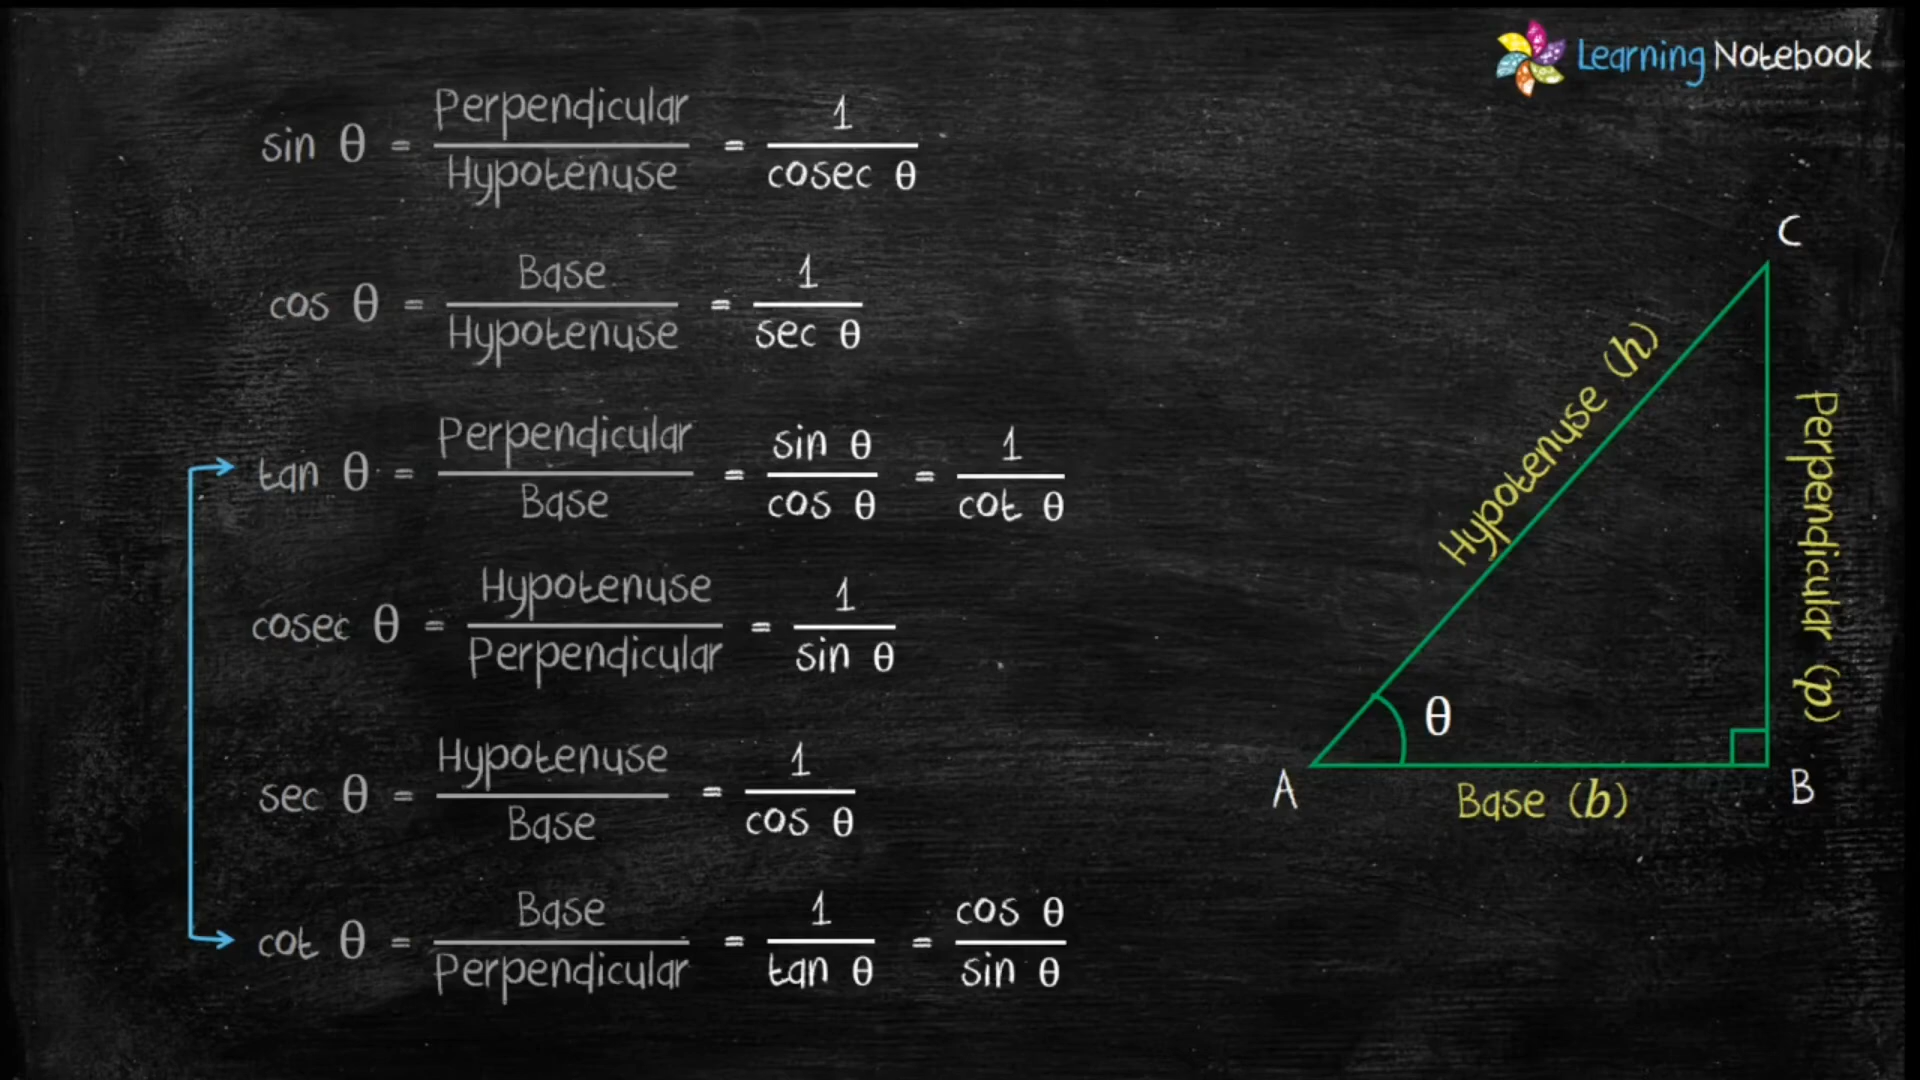 Learning Notebook
sin θ = Perpendicular / Hypotenuse = 1 / cosec θ
cos θ = Base / Hypotenuse = 1 / sec θ
tan θ = Perpendicular / Base = sin θ / cos θ = 1 / cot θ
cosec θ = Hypotenuse / Perpendicular = 1 / sin θ
sec θ = Hypotenuse / Base = 1 / cos θ
cot θ = Base / Perpendicular = 1 / tan θ = cos θ / sin θ
C
Hypotenuse (h)
Perpendicular (p)
θ
A
Base (b)
B